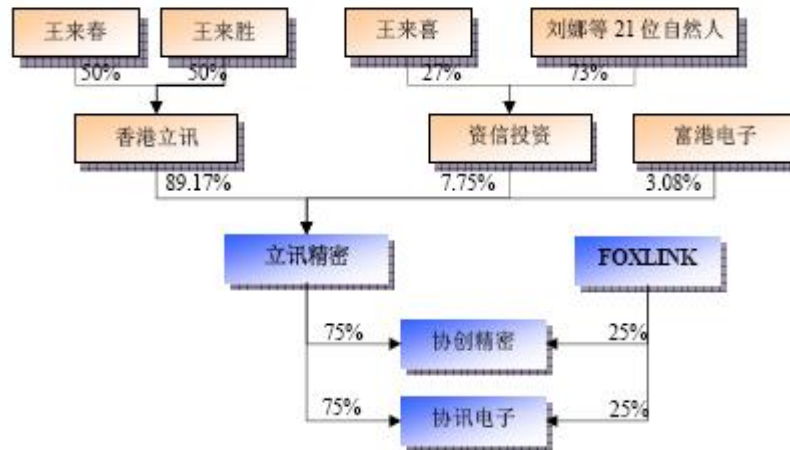 王来春
王来胜
王来喜
刘娜等 21 位自然人
50%
50%
27%
73%
香港立讯
资信投资
富港电子
89.17%
7.75%
3.08%
立讯精密
FOXLINK
75%
协创精密
25%
75%
协讯电子
25%